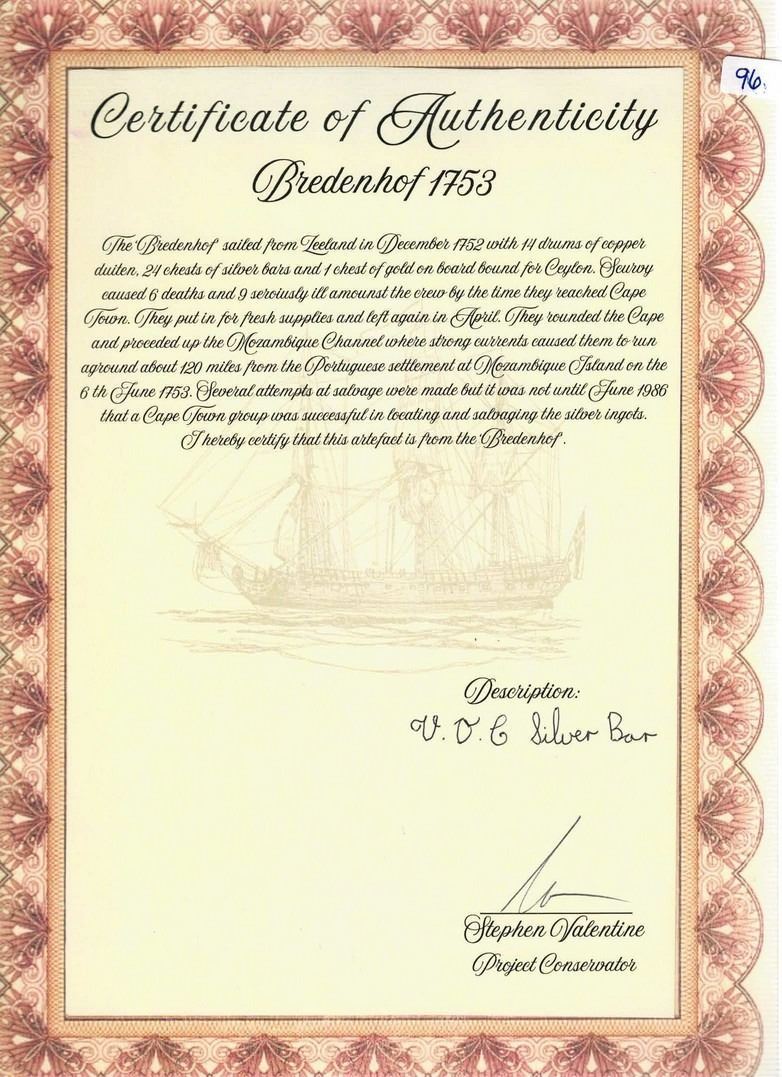 96.
Certificate of Authenticity
Bredenhof 1753
The 'Bredenhof' sailed from Zeeland in December 1752 with 14 drums of copper
duiten, 24 chests of silver bars and 1 chest of gold on board bound for Ceylon. Scurvy
caused 6 deaths and 9 seroiusly ill amounst the crew by the time they reached Cape
Town. They put in for fresh supplies and left again in April. They rounded the Cape
and proceded up the Mozambique Channel where strong currents caused them to run
aground about 120 miles from the Portuguese settlement at Mozambique Island on the
6 th June 1753. Several attempts at salvage were made but it was not until June 1986
that a Cape Town group was successful in locating and salvaging the silver ingots.
I hereby certify that this artefact is from the 'Bredenhof'.
Description:
V.O.C Silver Bar
Stephen Valentine
Project Conservator